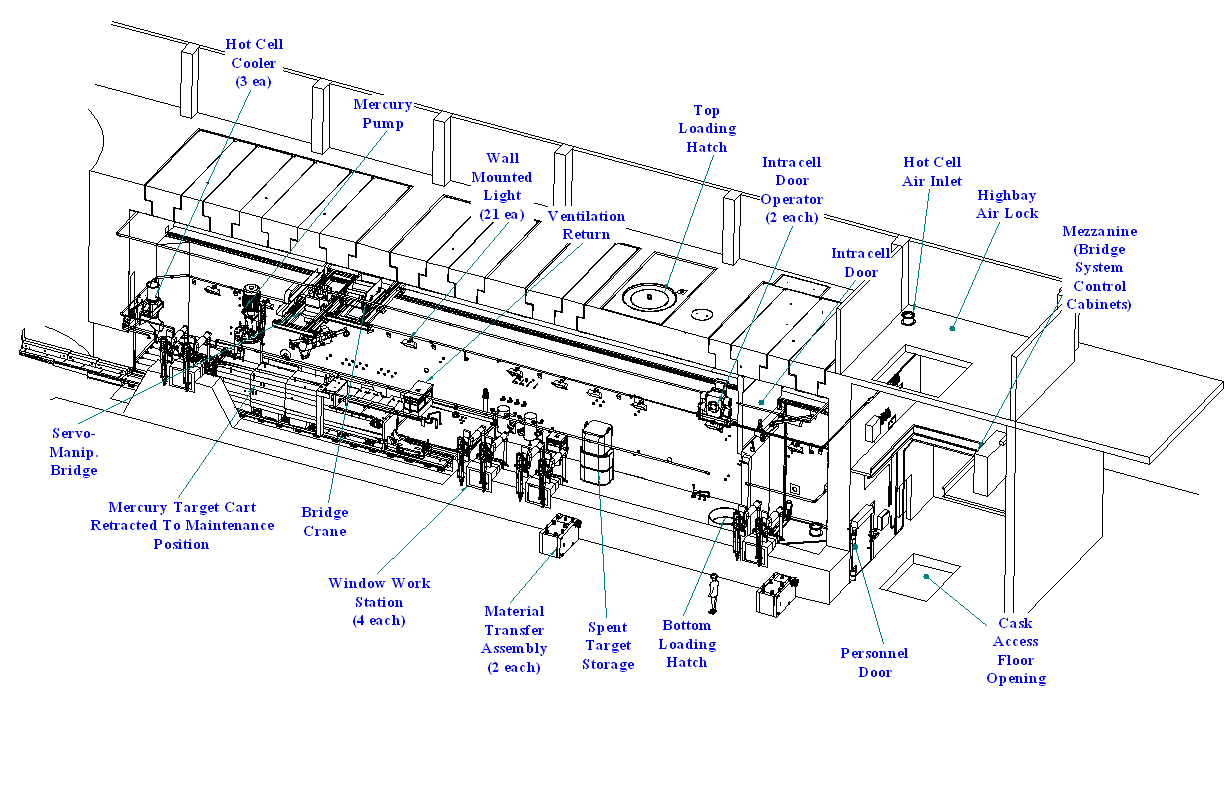 Hot Cell
Cooler
(3 ea)
Mercury
Pump
Wall
Mounted
Light
(21 ea)
Ventilation
Return
Top
Loading
Hatch
Intracell
Door
Operator
(2 each)
Intracell
Door
Hot Cell
Air Inlet
Highbay
Air Lock
Mezzanine
(Bridge
System
Control
Cabinets)
Servo-
Manip.
Bridge
Mercury Target Cart
Retracted To Maintenance
Position
Bridge
Crane
Window Work
Station
(4 each)
Material
Transfer
Assembly
(2 each)
Spent
Target
Storage
Bottom
Loading
Hatch
Personnel
Door
Cask
Access
Floor
Opening